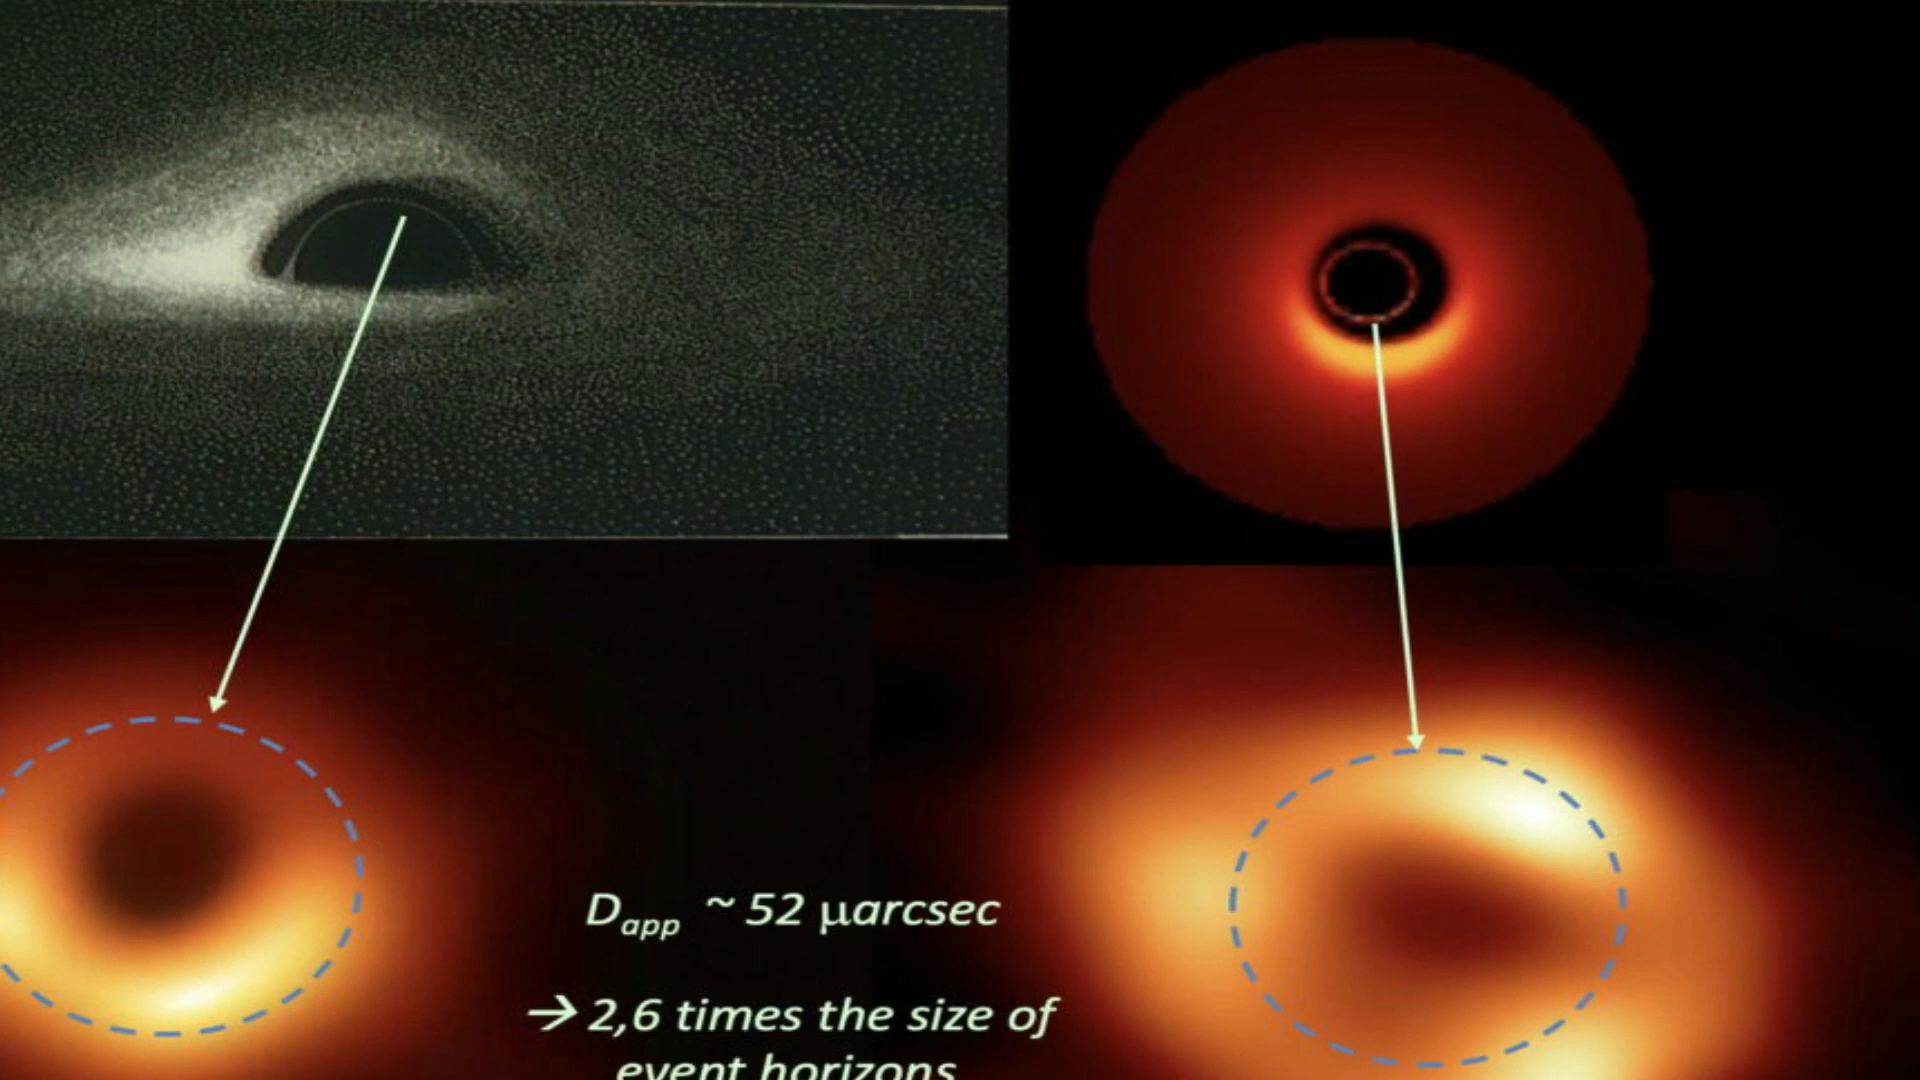 Dapp ~ 52 μarcsec
→ 2,6 times the size of
event horizons